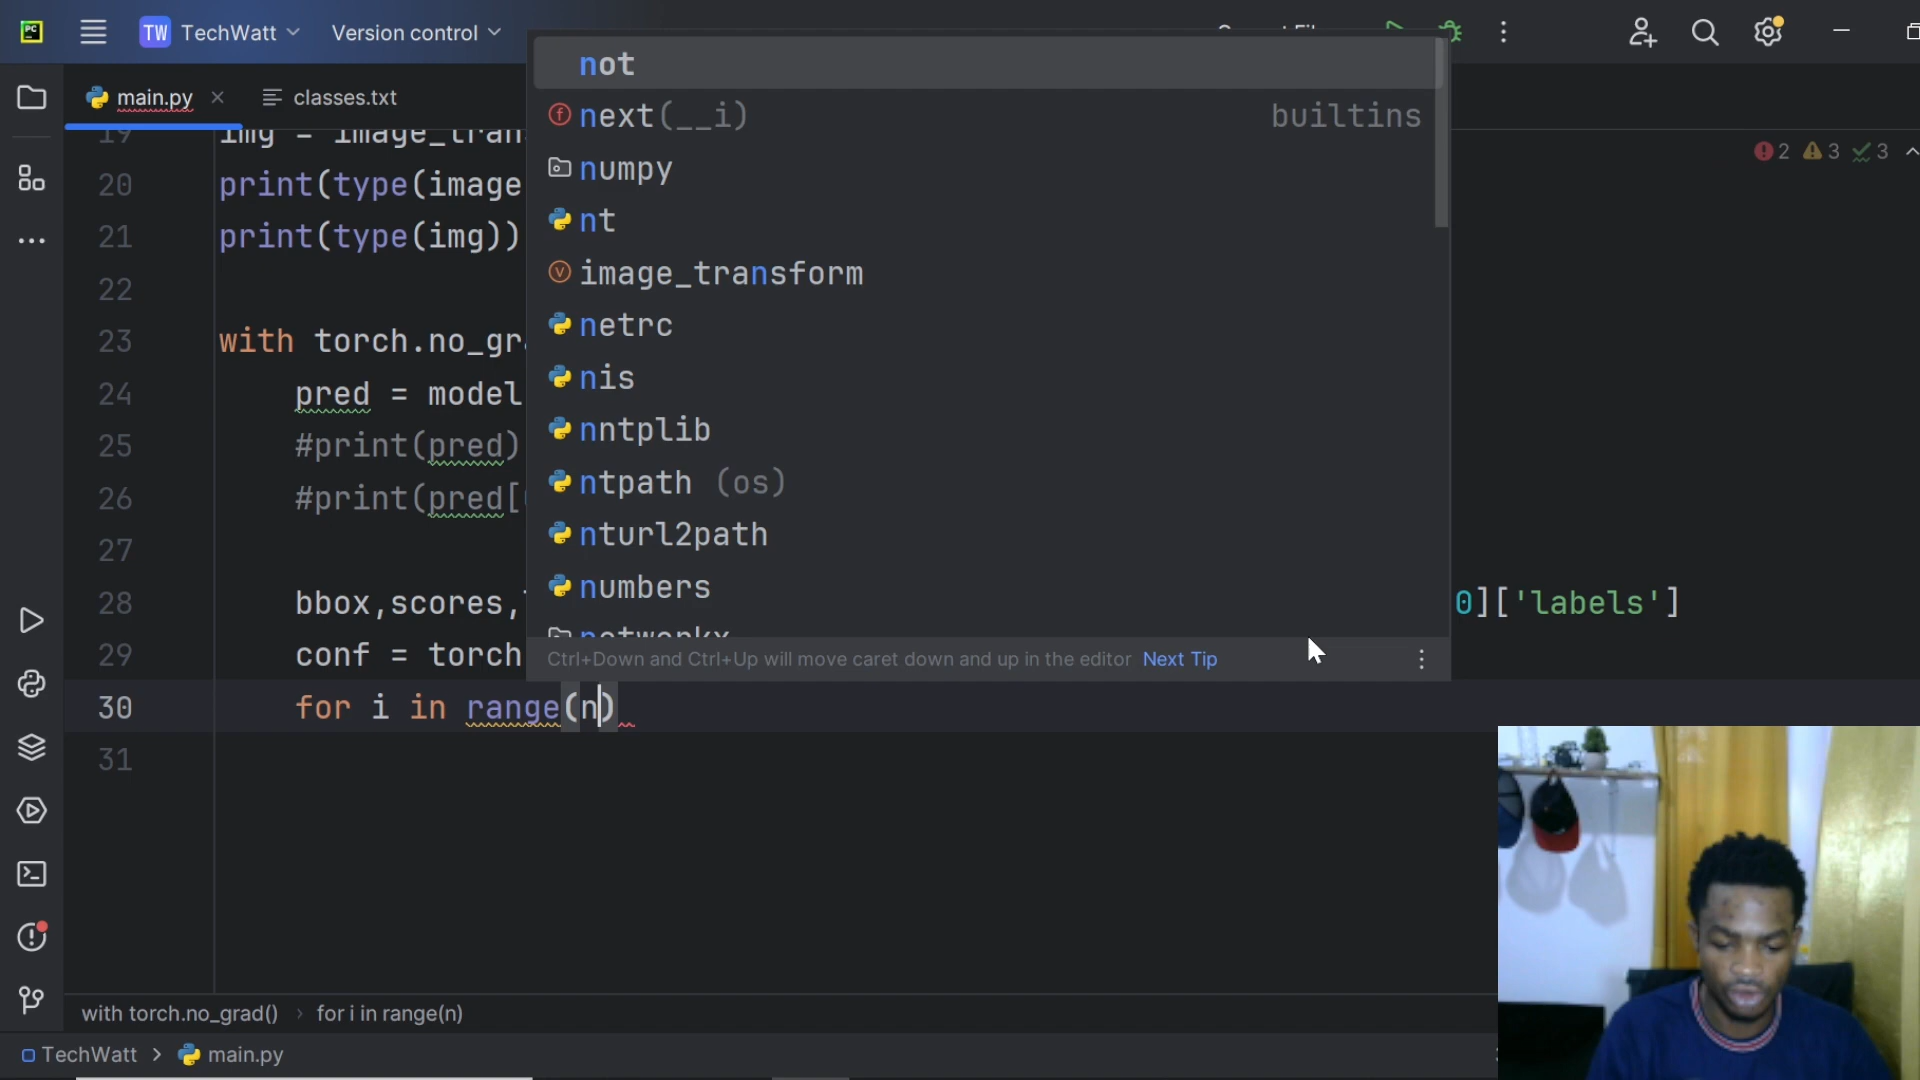 PC
TW TechWatt
Version control
main.py
classes.txt
2 3 3
19 img = image_tran
20 print(type(image
21 print(type(img))
22
23 with torch.no_gr
24 pred = model
25 #print(pred)
26 #print(pred[
27
28 bbox,scores, 0]['labels']
29 conf = torch
30 for i in range(n)
31
not
next(__i) builtins
numpy
nt
image_transform
netrc
nis
nntplib
ntpath (os)
nturl2path
numbers
networkx
Ctrl+Down and Ctrl+Up will move caret down and up in the editor Next Tip
with torch.no_grad() › for i in range(n)
TechWatt > main.py